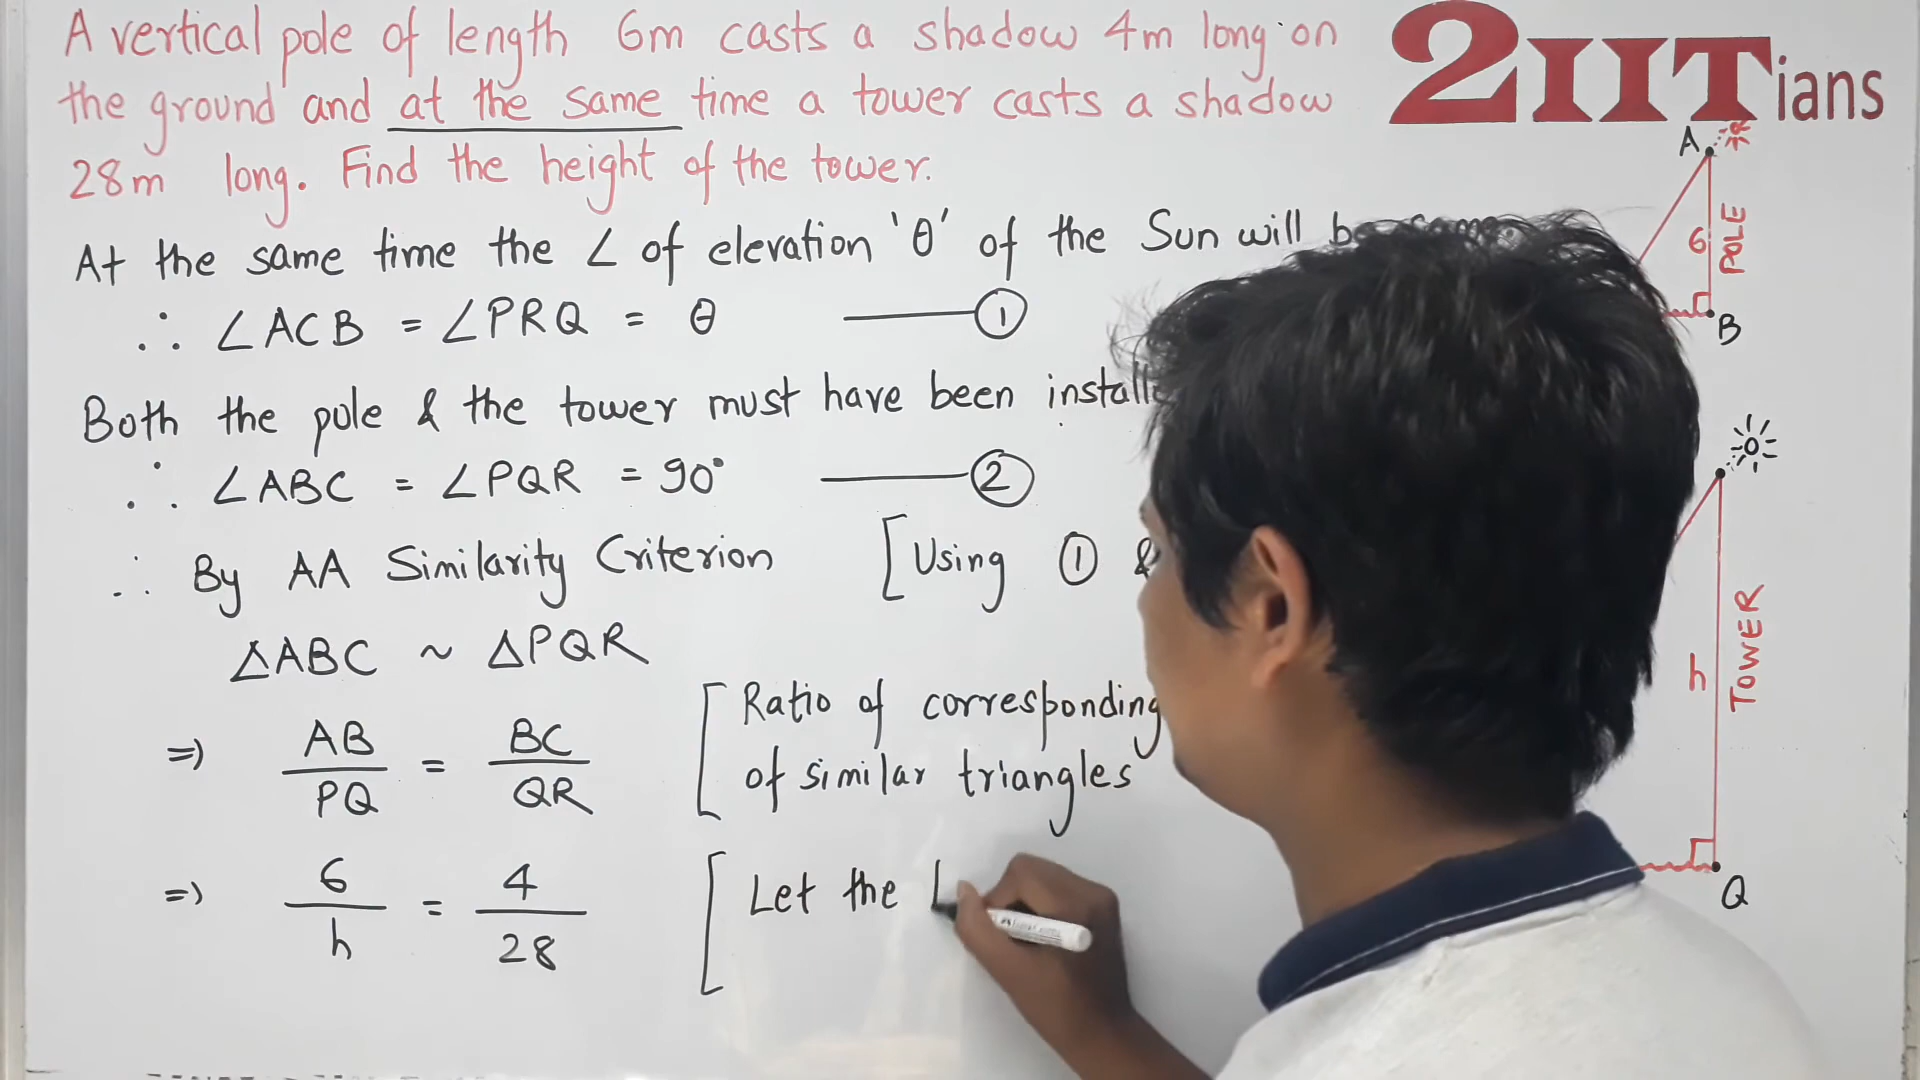 A vertical pole of length 6m casts a shadow 4m long on
the ground and at the same time a tower casts a shadow
28m long. Find the height of the tower.
2IITians
At the same time the ∠ of elevation 'θ' of the Sun will
∴ ∠ACB = ∠PRQ = θ ——— ①
Both the pole & the tower must have been
∴ ∠ABC = ∠PQR = 90° ——— ②
∴ By AA Similarity Criterion [Using ① &
△ABC ~ △PQR
=> AB/PQ = BC/QR [Ratio of corresponding
of similar triangles
=> 6/h = 4/28 [Let the
A
6
POLE
B
h
TOWER
Q